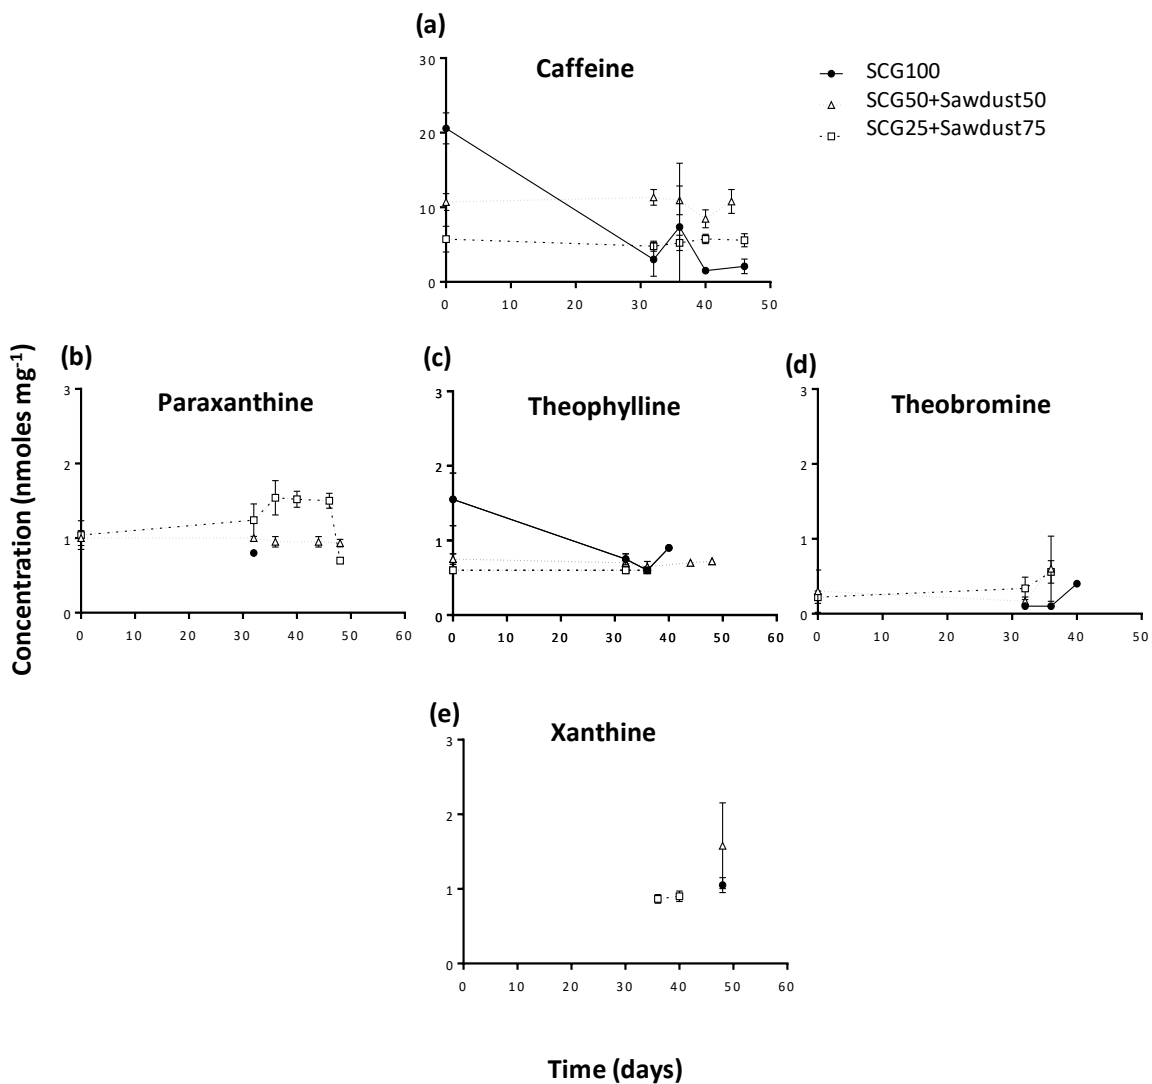 (a)
Caffeine
30
20
10
0
0 10 20 30 40 50
SCG100
SCG50+Sawdust50
SCG25+Sawdust75
Concentration (nmoles mg⁻¹)
(b)
Paraxanthine
3
2
1
0
0 10 20 30 40 50 60
(c)
Theophylline
3
2
1
0
0 10 20 30 40 50 60
(d)
Theobromine
3
2
1
0
0 10 20 30 40 50
(e)
Xanthine
3
2
1
0
0 10 20 30 40 50 60
Time (days)